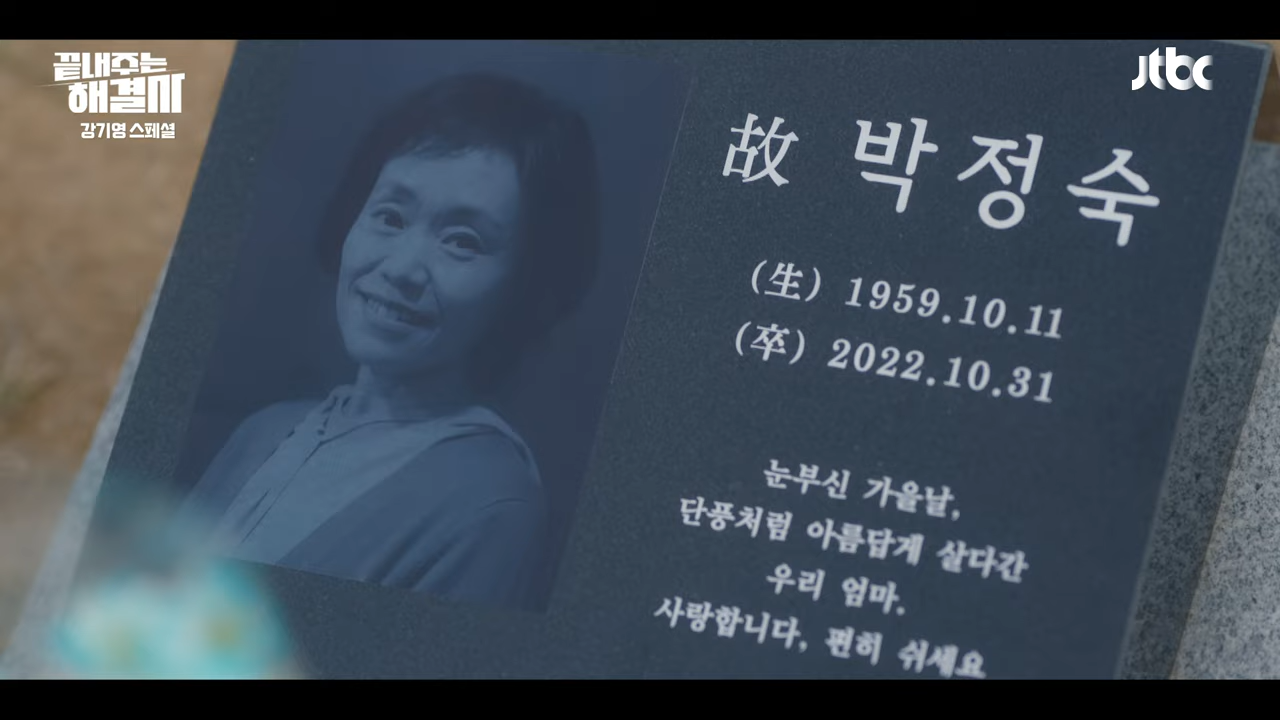 끝내주는
해결사
강기영 스페셜
jtbc
故 박정숙
(生) 1959.10.11
(卒) 2022.10.31
눈부신 가을날,
단풍처럼 아름답게 살다간
우리 엄마.
사랑합니다, 편히 쉬세요